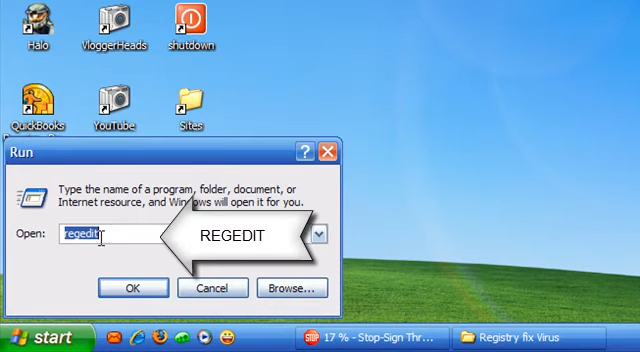 Halo
VloggerHeads
shutdown
QuickBooks
YouTube
Sites
Run
Type the name of a program, folder, document, or
Internet resource, and Windows will open it for you.
Open:
regedit
REGEDIT
OK
Cancel
Browse...
start
17 % - Stop-Sign Thr...
Registry fix Virus